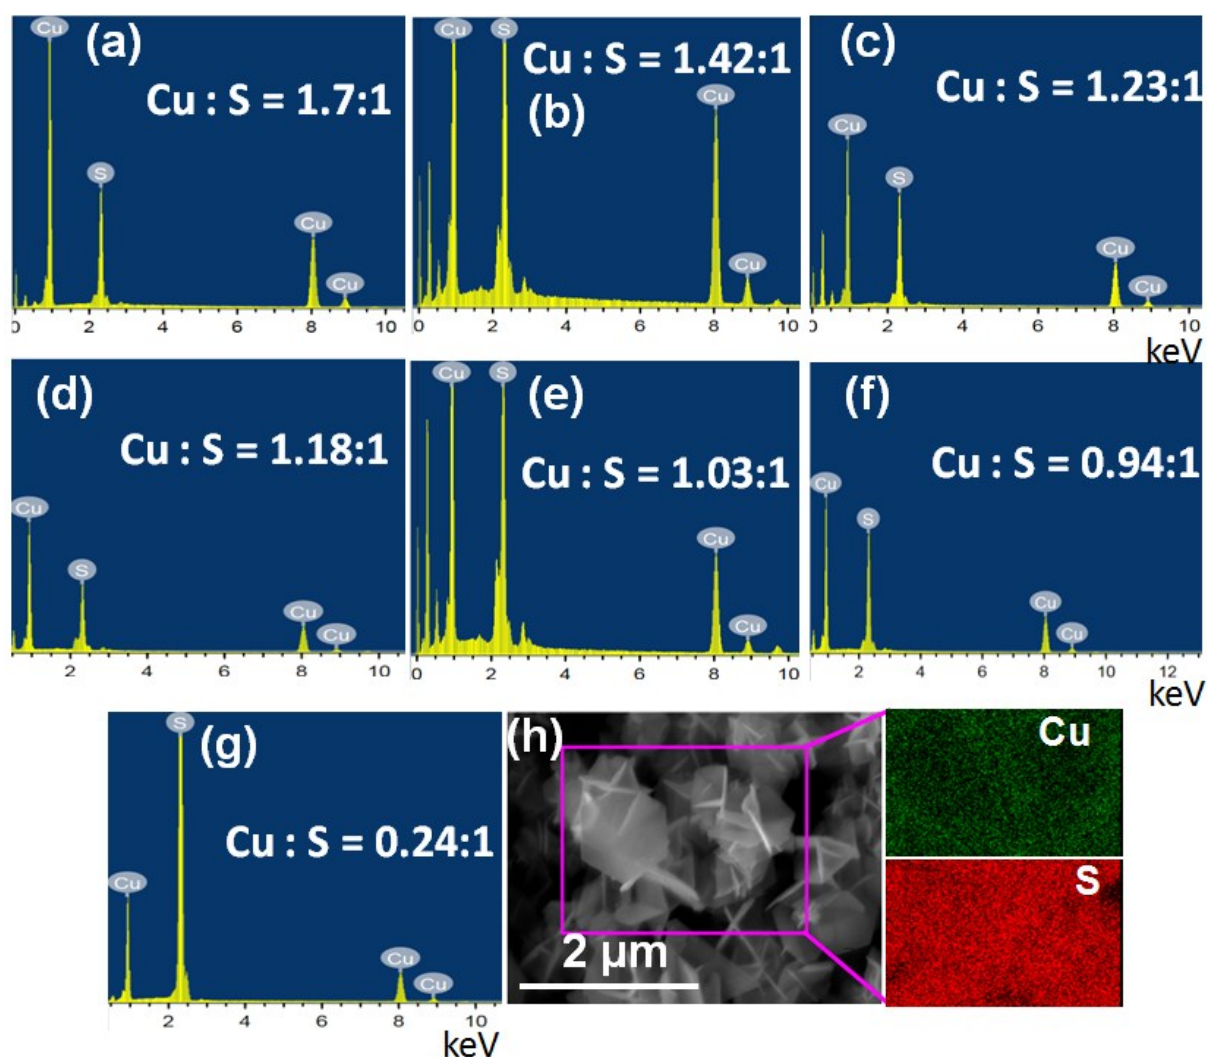 Cu
(a)
Cu : S = 1.7:1
S
Cu
Cu
0 2 4 6 8 10
Cu
S
Cu : S = 1.42:1
(b)
Cu
Cu
0 2 4 6 8 10
(c)
Cu : S = 1.23:1
Cu
S
Cu
Cu
0 2 4 6 8 10
keV
(d)
Cu : S = 1.18:1
Cu
S
Cu
Cu
2 4 6 8 10
Cu
S
(e)
Cu : S = 1.03:1
Cu
Cu
0 2 4 6 8 10
(f)
Cu : S = 0.94:1
Cu
S
Cu
Cu
2 4 6 8 10 12
keV
S
(g)
Cu : S = 0.24:1
Cu
Cu
Cu
2 4 6 8 10
keV
(h)
2 μm
Cu
S